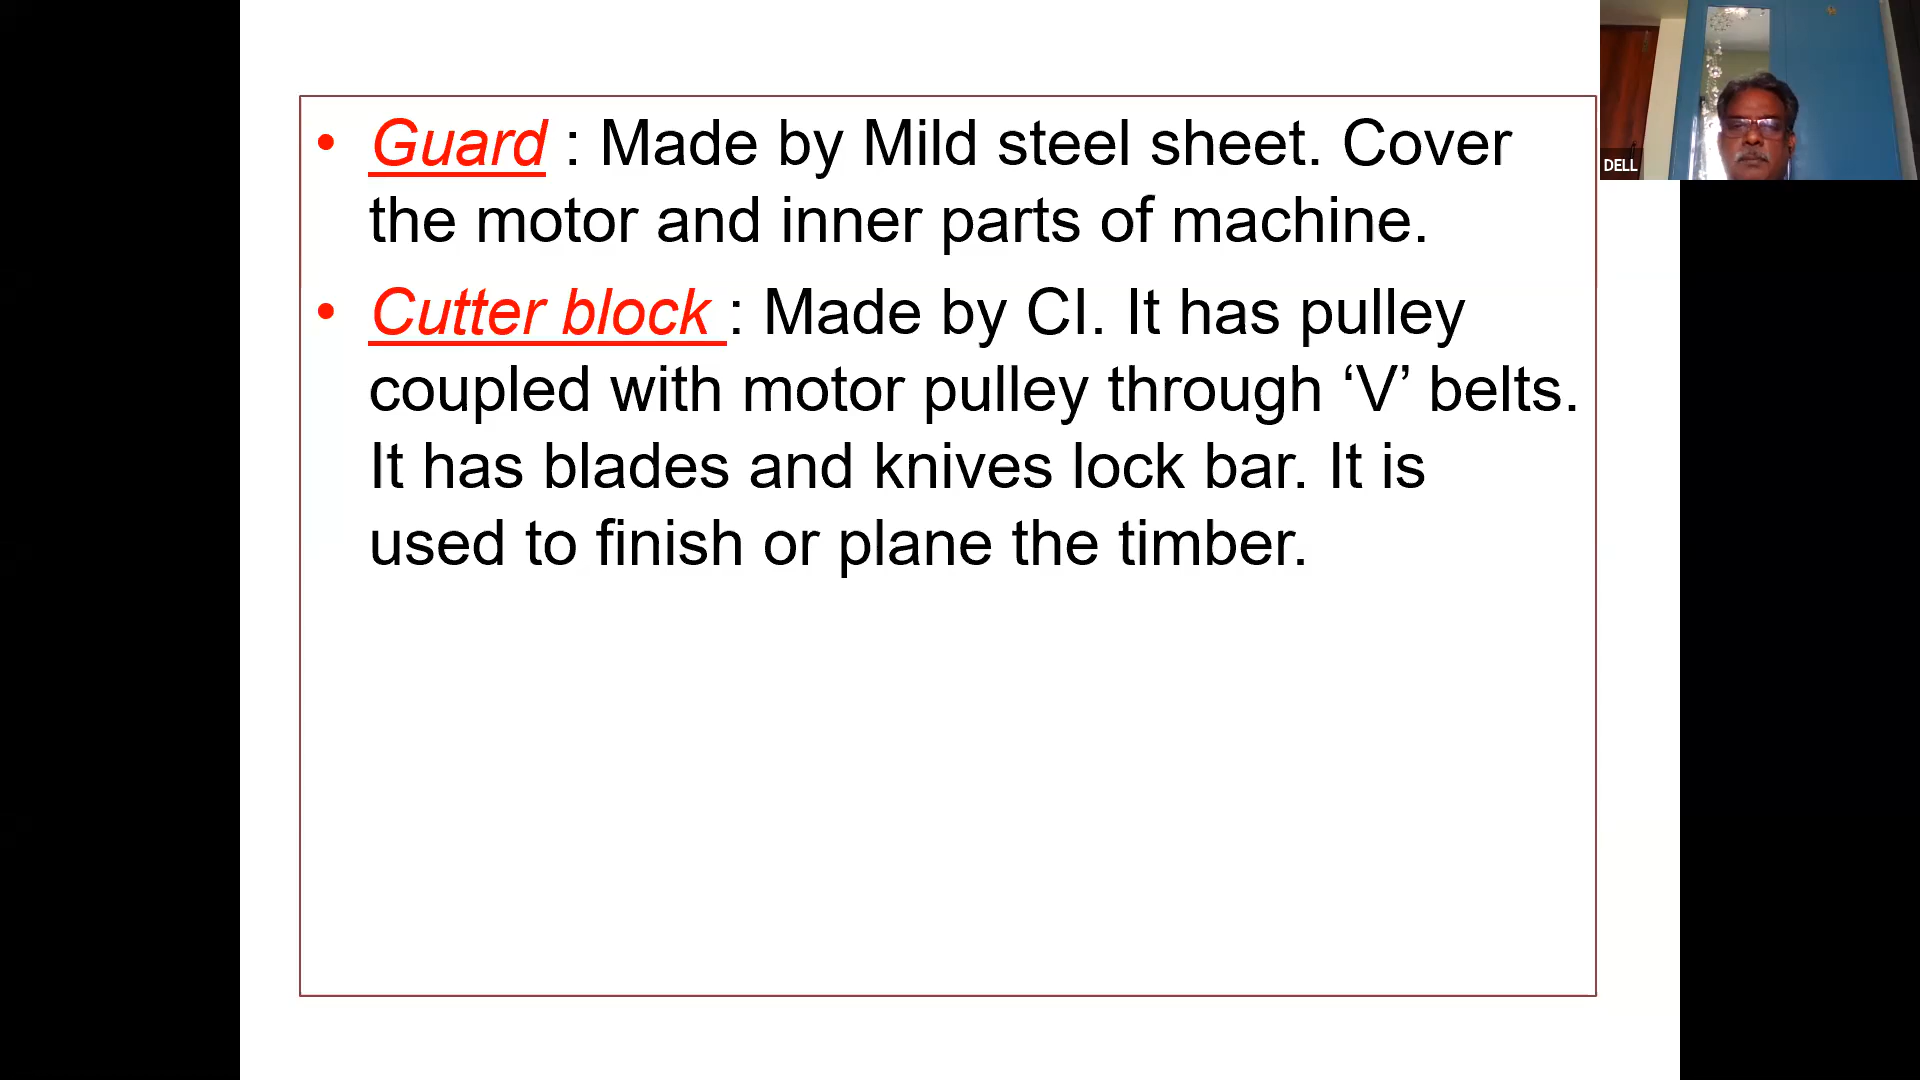 • Guard : Made by Mild steel sheet. Cover
the motor and inner parts of machine.
• Cutter block : Made by CI. It has pulley
coupled with motor pulley through ‘V’ belts.
It has blades and knives lock bar. It is
used to finish or plane the timber.
DELL